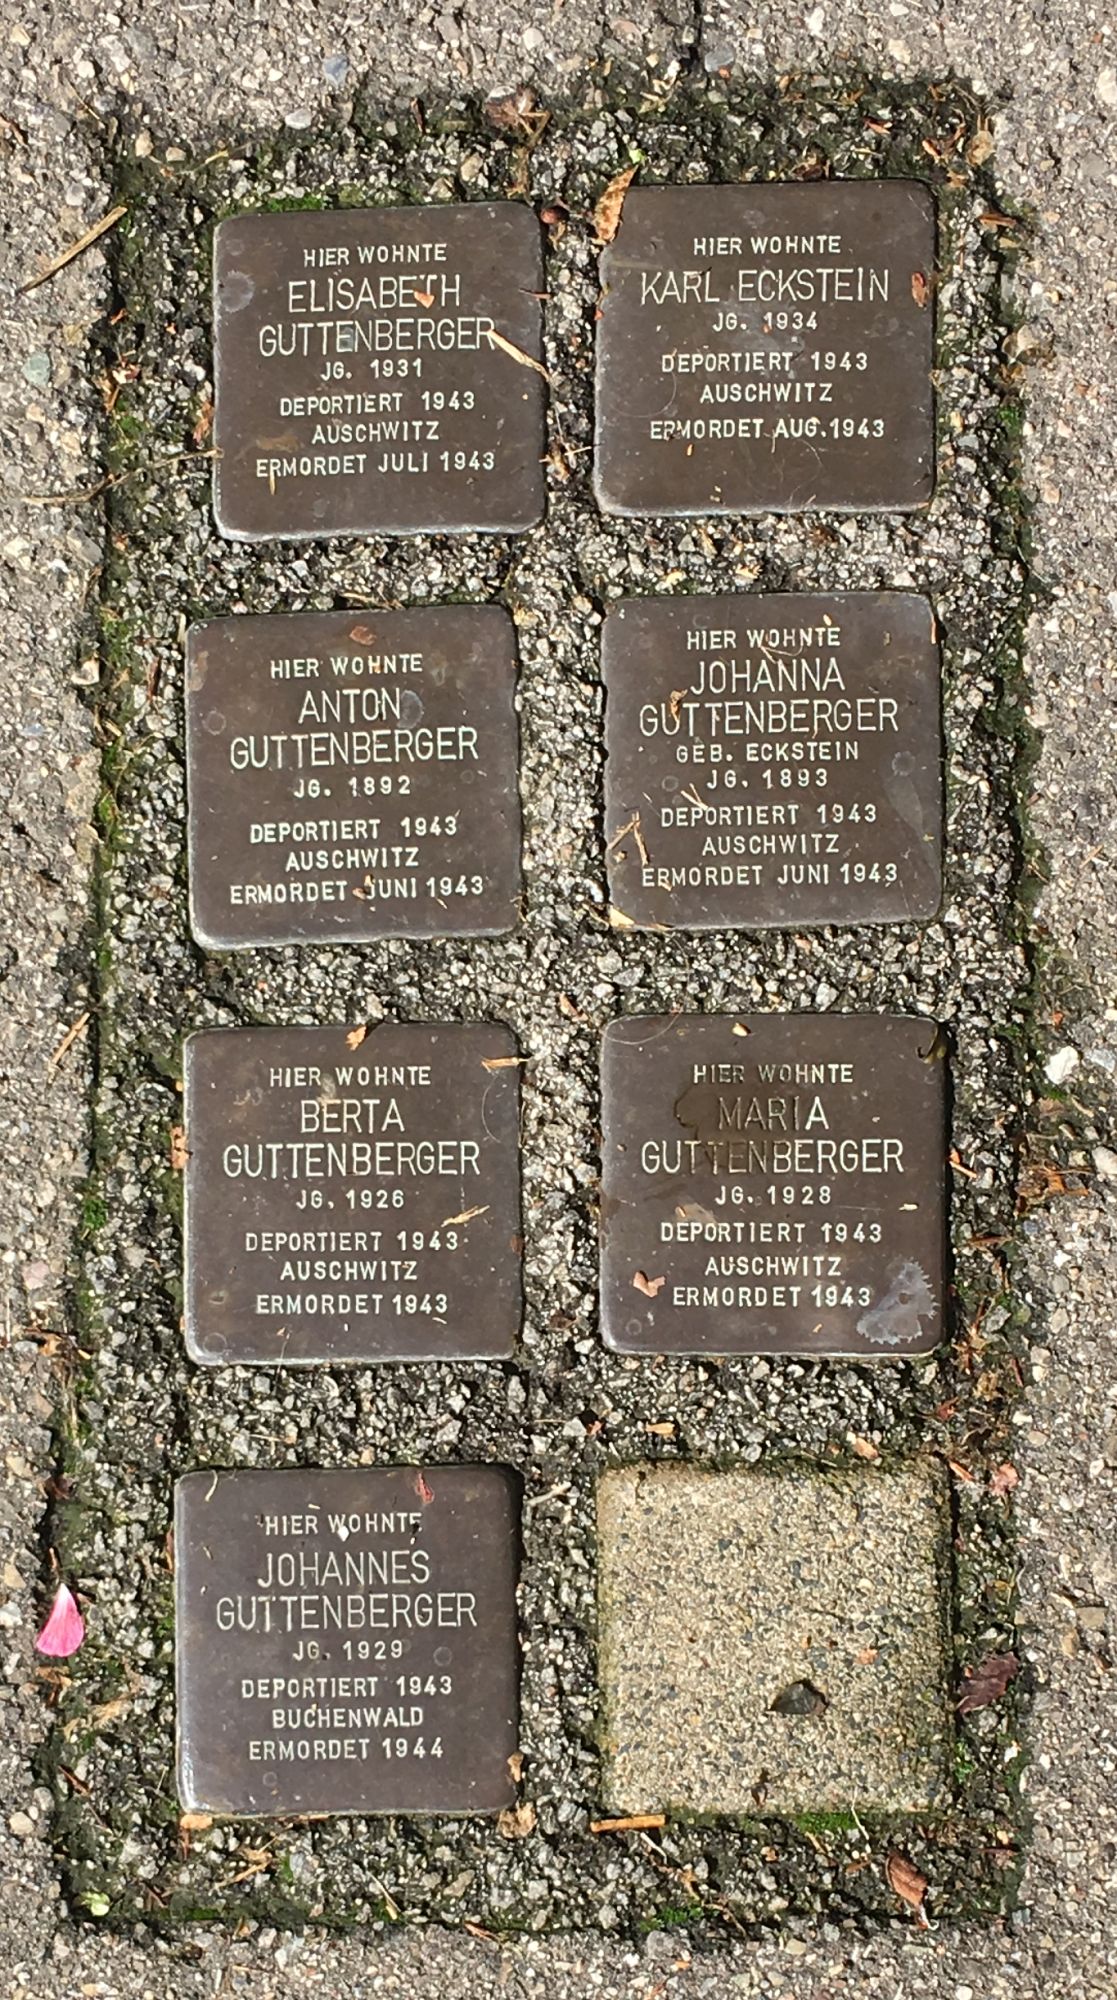 HIER WOHNTE
ELISABETH
GUTTENBERGER
JG. 1931
DEPORTIERT 1943
AUSCHWITZ
ERMORDET JULI 1943
HIER WOHNTE
KARL ECKSTEIN
JG. 1934
DEPORTIERT 1943
AUSCHWITZ
ERMORDET AUG. 1943
HIER WOHNTE
ANTON
GUTTENBERGER
JG. 1892
DEPORTIERT 1943
AUSCHWITZ
ERMORDET JUNI 1943
HIER WOHNTE
JOHANNA
GUTTENBERGER
GEB. ECKSTEIN
JG. 1893
DEPORTIERT 1943
AUSCHWITZ
ERMORDET JUNI 1943
HIER WOHNTE
BERTA
GUTTENBERGER
JG. 1926
DEPORTIERT 1943
AUSCHWITZ
ERMORDET 1943
HIER WOHNTE
MARIA
GUTTENBERGER
JG. 1928
DEPORTIERT 1943
AUSCHWITZ
ERMORDET 1943
HIER WOHNTE
JOHANNES
GUTTENBERGER
JG. 1929
DEPORTIERT 1943
BUCHENWALD
ERMORDET 1944